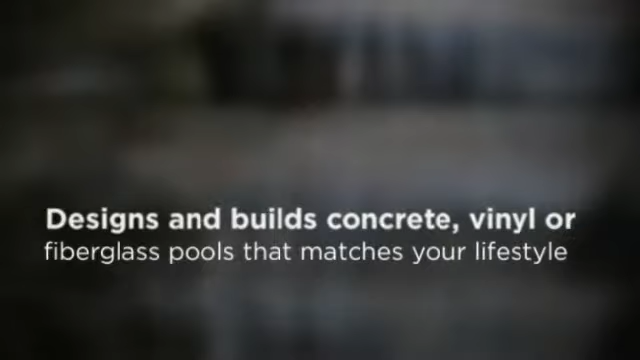 Designs and builds concrete, vinyl or
fiberglass pools that matches your lifestyle